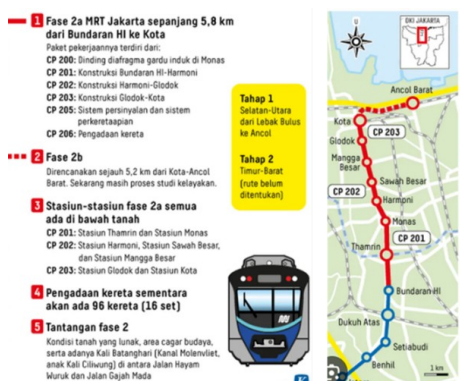 1 Fase 2a MRT Jakarta sepanjang 5,8 km
dari Bundaran HI ke Kota
Paket pekerjaannya terdiri dari:
CP 200: Dinding diafragma gardu induk di Monas
CP 201: Konstruksi Bundaran HI-Harmoni
CP 202: Konstruksi Harmoni-Glodok
CP 203: Konstruksi Glodok-Kota
CP 205: Sistem persinyalan dan sistem
perkeretaapian
CP 206: Pengadaan kereta
2 Fase 2b
Direncanakan sejauh 5,2 km dari Kota-Ancol
Barat. Sekarang masih proses studi kelayakan.
3 Stasiun-stasiun fase 2a semua
ada di bawah tanah
CP 201: Stasiun Thamrin dan Stasiun Monas
CP 202: Stasiun Harmoni, Stasiun Sawah Besar,
dan Stasiun Mangga Besar
CP 203: Stasiun Glodok dan Stasiun Kota
4 Pengadaan kereta sementara
akan ada 96 kereta (16 set)
5 Tantangan fase 2
Kondisi tanah yang lunak, area cagar budaya,
serta adanya Kali Batanghari (Kanal Molenvliet,
anak Kali Ciliwung) di antara Jalan Hayam
Wuruk dan Jalan Gajah Mada
Tahap 1
Selatan-Utara
dari Lebak Bulus
ke Ancol
Tahap 2
Timur-Barat
(rute belum
ditentukan)
U
DKI JAKARTA
Ancol Barat
Kota
CP 203
Glodok
Mangga
Besar
Sawah Besar
CP 202
Harmoni
Monas
CP 201
Thamrin
Bundaran HI
Dukuh Atas
Setiabudi
Benhil
1 km